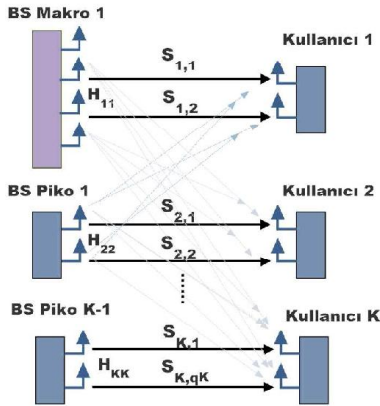 BS Makro 1
Kullanıcı 1
S1,1
H11
S1,2
BS Piko 1
Kullanıcı 2
S2,1
H22
S2,2
BS Piko K-1
Kullanıcı K
SK,1
HKK
SK,qK